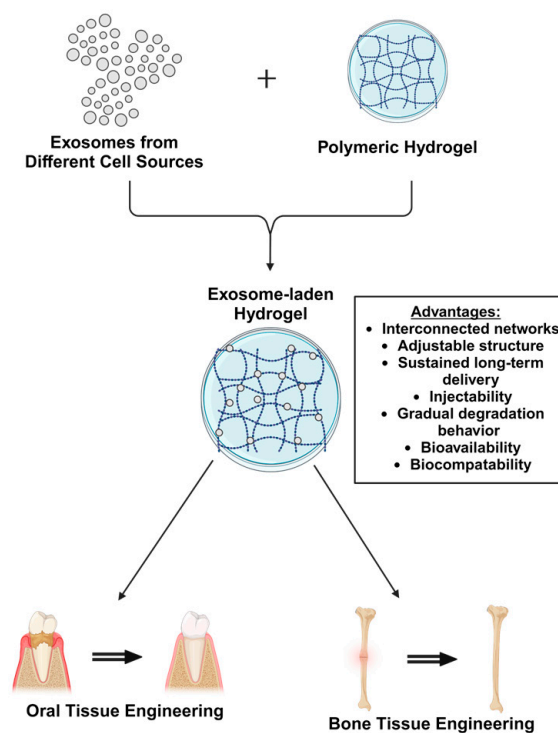 +
Exosomes from
Different Cell Sources
Polymeric Hydrogel
Exosome-laden
Hydrogel
Advantages:
• Interconnected networks
• Adjustable structure
• Sustained long-term
delivery
• Injectability
• Gradual degradation
behavior
• Bioavailability
• Biocompatability
Oral Tissue Engineering
Bone Tissue Engineering